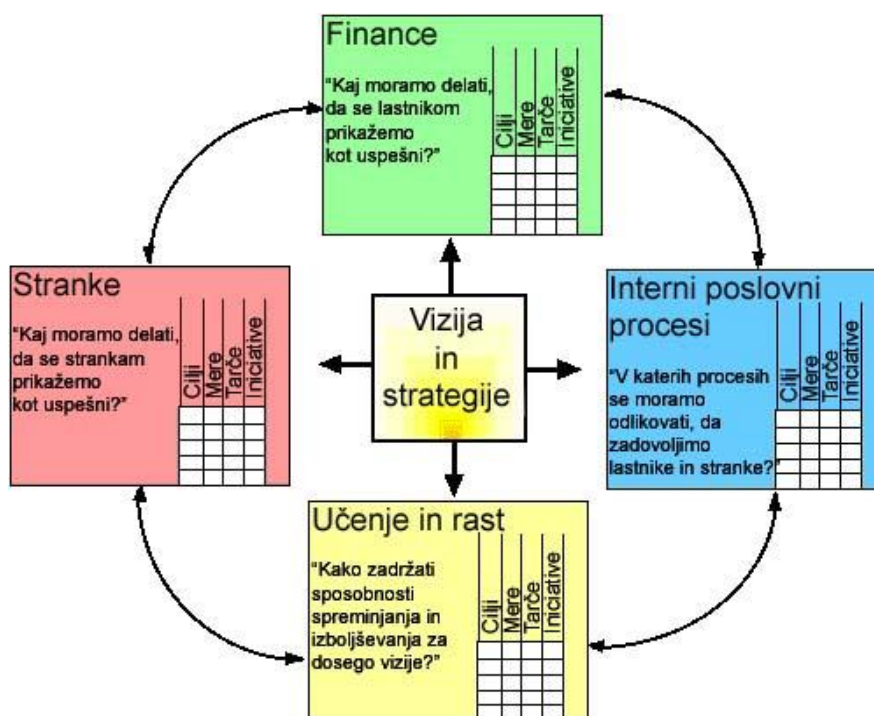 Finance
“Kaj moramo delati,
da se lastnikom
prikažemo
kot uspešni?”
Cilji
Mere
Tarče
Iniciative
Stranke
“Kaj moramo delati,
da se strankam
prikažemo
kot uspešni?”
Cilji
Mere
Tarče
Iniciative
Vizija
in
strategije
Interni poslovni
procesi
“V katerih procesih
se moramo
odlikovati, da
zadovoljimo
lastnike in stranke?”
Cilji
Mere
Tarče
Iniciative
Učenje in rast
“Kako zadržati
sposobnosti
spreminjanja in
izboljševanja za
dosego vizije?”
Cilji
Mere
Tarče
Iniciative